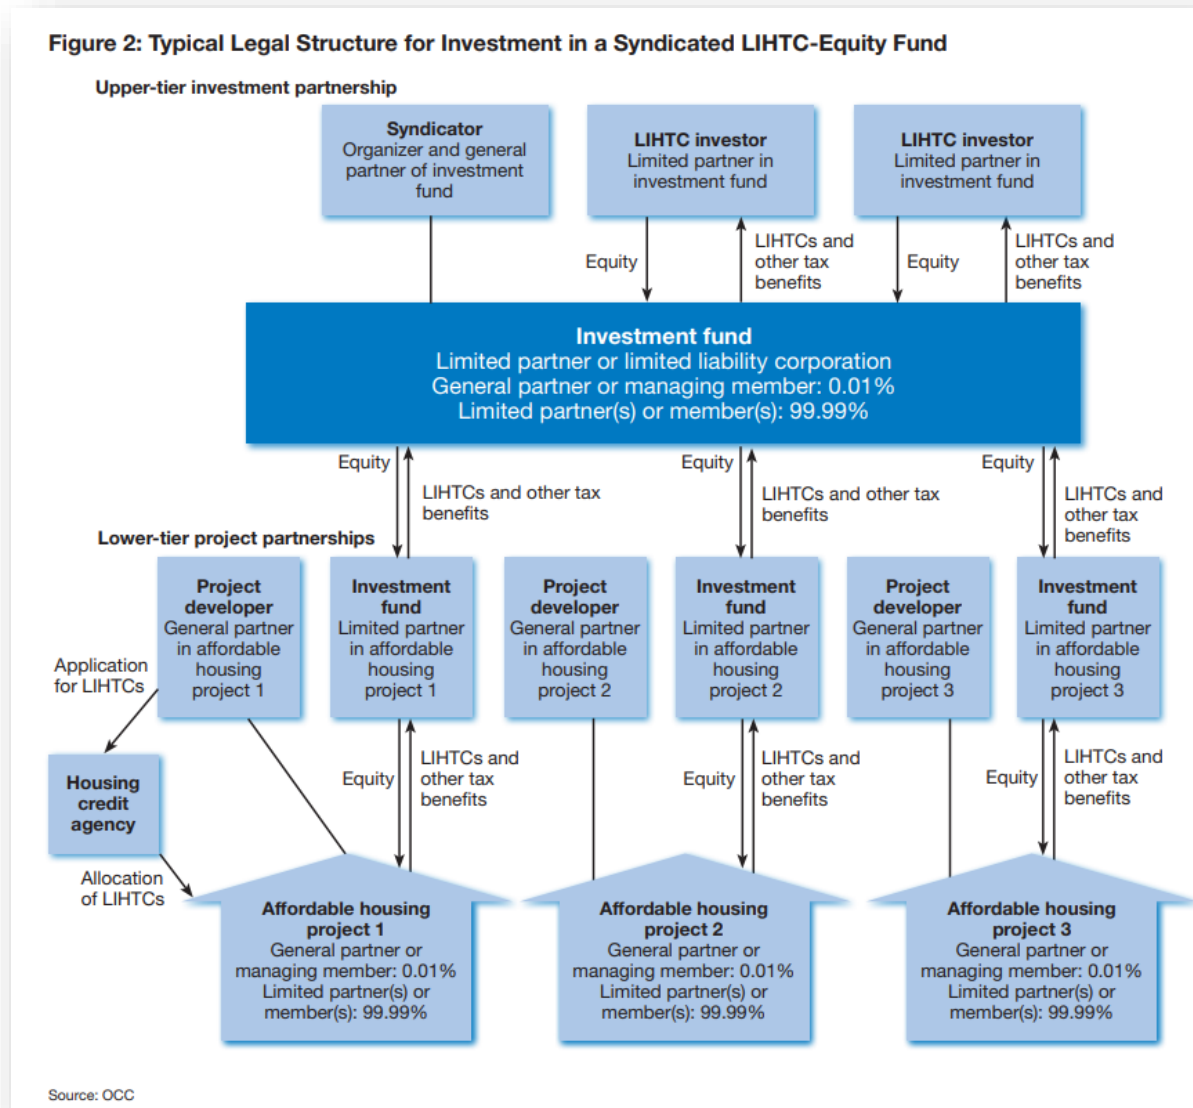 Figure 2: Typical Legal Structure for Investment in a Syndicated LIHTC-Equity Fund
Upper-tier investment partnership
Syndicator
Organizer and general
partner of investment
fund
LIHTC investor
Limited partner in
investment fund
LIHTC investor
Limited partner in
investment fund
Equity
LIHTCs and
other tax
benefits
Equity
LIHTCs and
other tax
benefits
Investment fund
Limited partner or limited liability corporation
General partner or managing member: 0.01%
Limited partner(s) or member(s): 99.99%
Equity
LIHTCs and other tax
benefits
Equity
LIHTCs and other tax
benefits
Equity
LIHTCs and
other tax
benefits
Lower-tier project partnerships
Project
developer
General partner
in affordable
housing
project 1
Investment
fund
Limited partner
in affordable
housing
project 1
Project
developer
General partner
in affordable
housing
project 2
Investment
fund
Limited partner
in affordable
housing
project 2
Project
developer
General partner
in affordable
housing
project 3
Investment
fund
Limited partner
in affordable
housing
project 3
Application
for LIHTCs
Housing
credit
agency
Allocation
of LIHTCs
Equity
LIHTCs and
other tax
benefits
Equity
LIHTCs and
other tax
benefits
Equity
LIHTCs and
other tax
benefits
Affordable housing
project 1
General partner or
managing member: 0.01%
Limited partner(s) or
member(s): 99.99%
Affordable housing
project 2
General partner or
managing member: 0.01%
Limited partner(s) or
member(s): 99.99%
Affordable housing
project 3
General partner or
managing member: 0.01%
Limited partner(s) or
member(s): 99.99%
Source: OCC